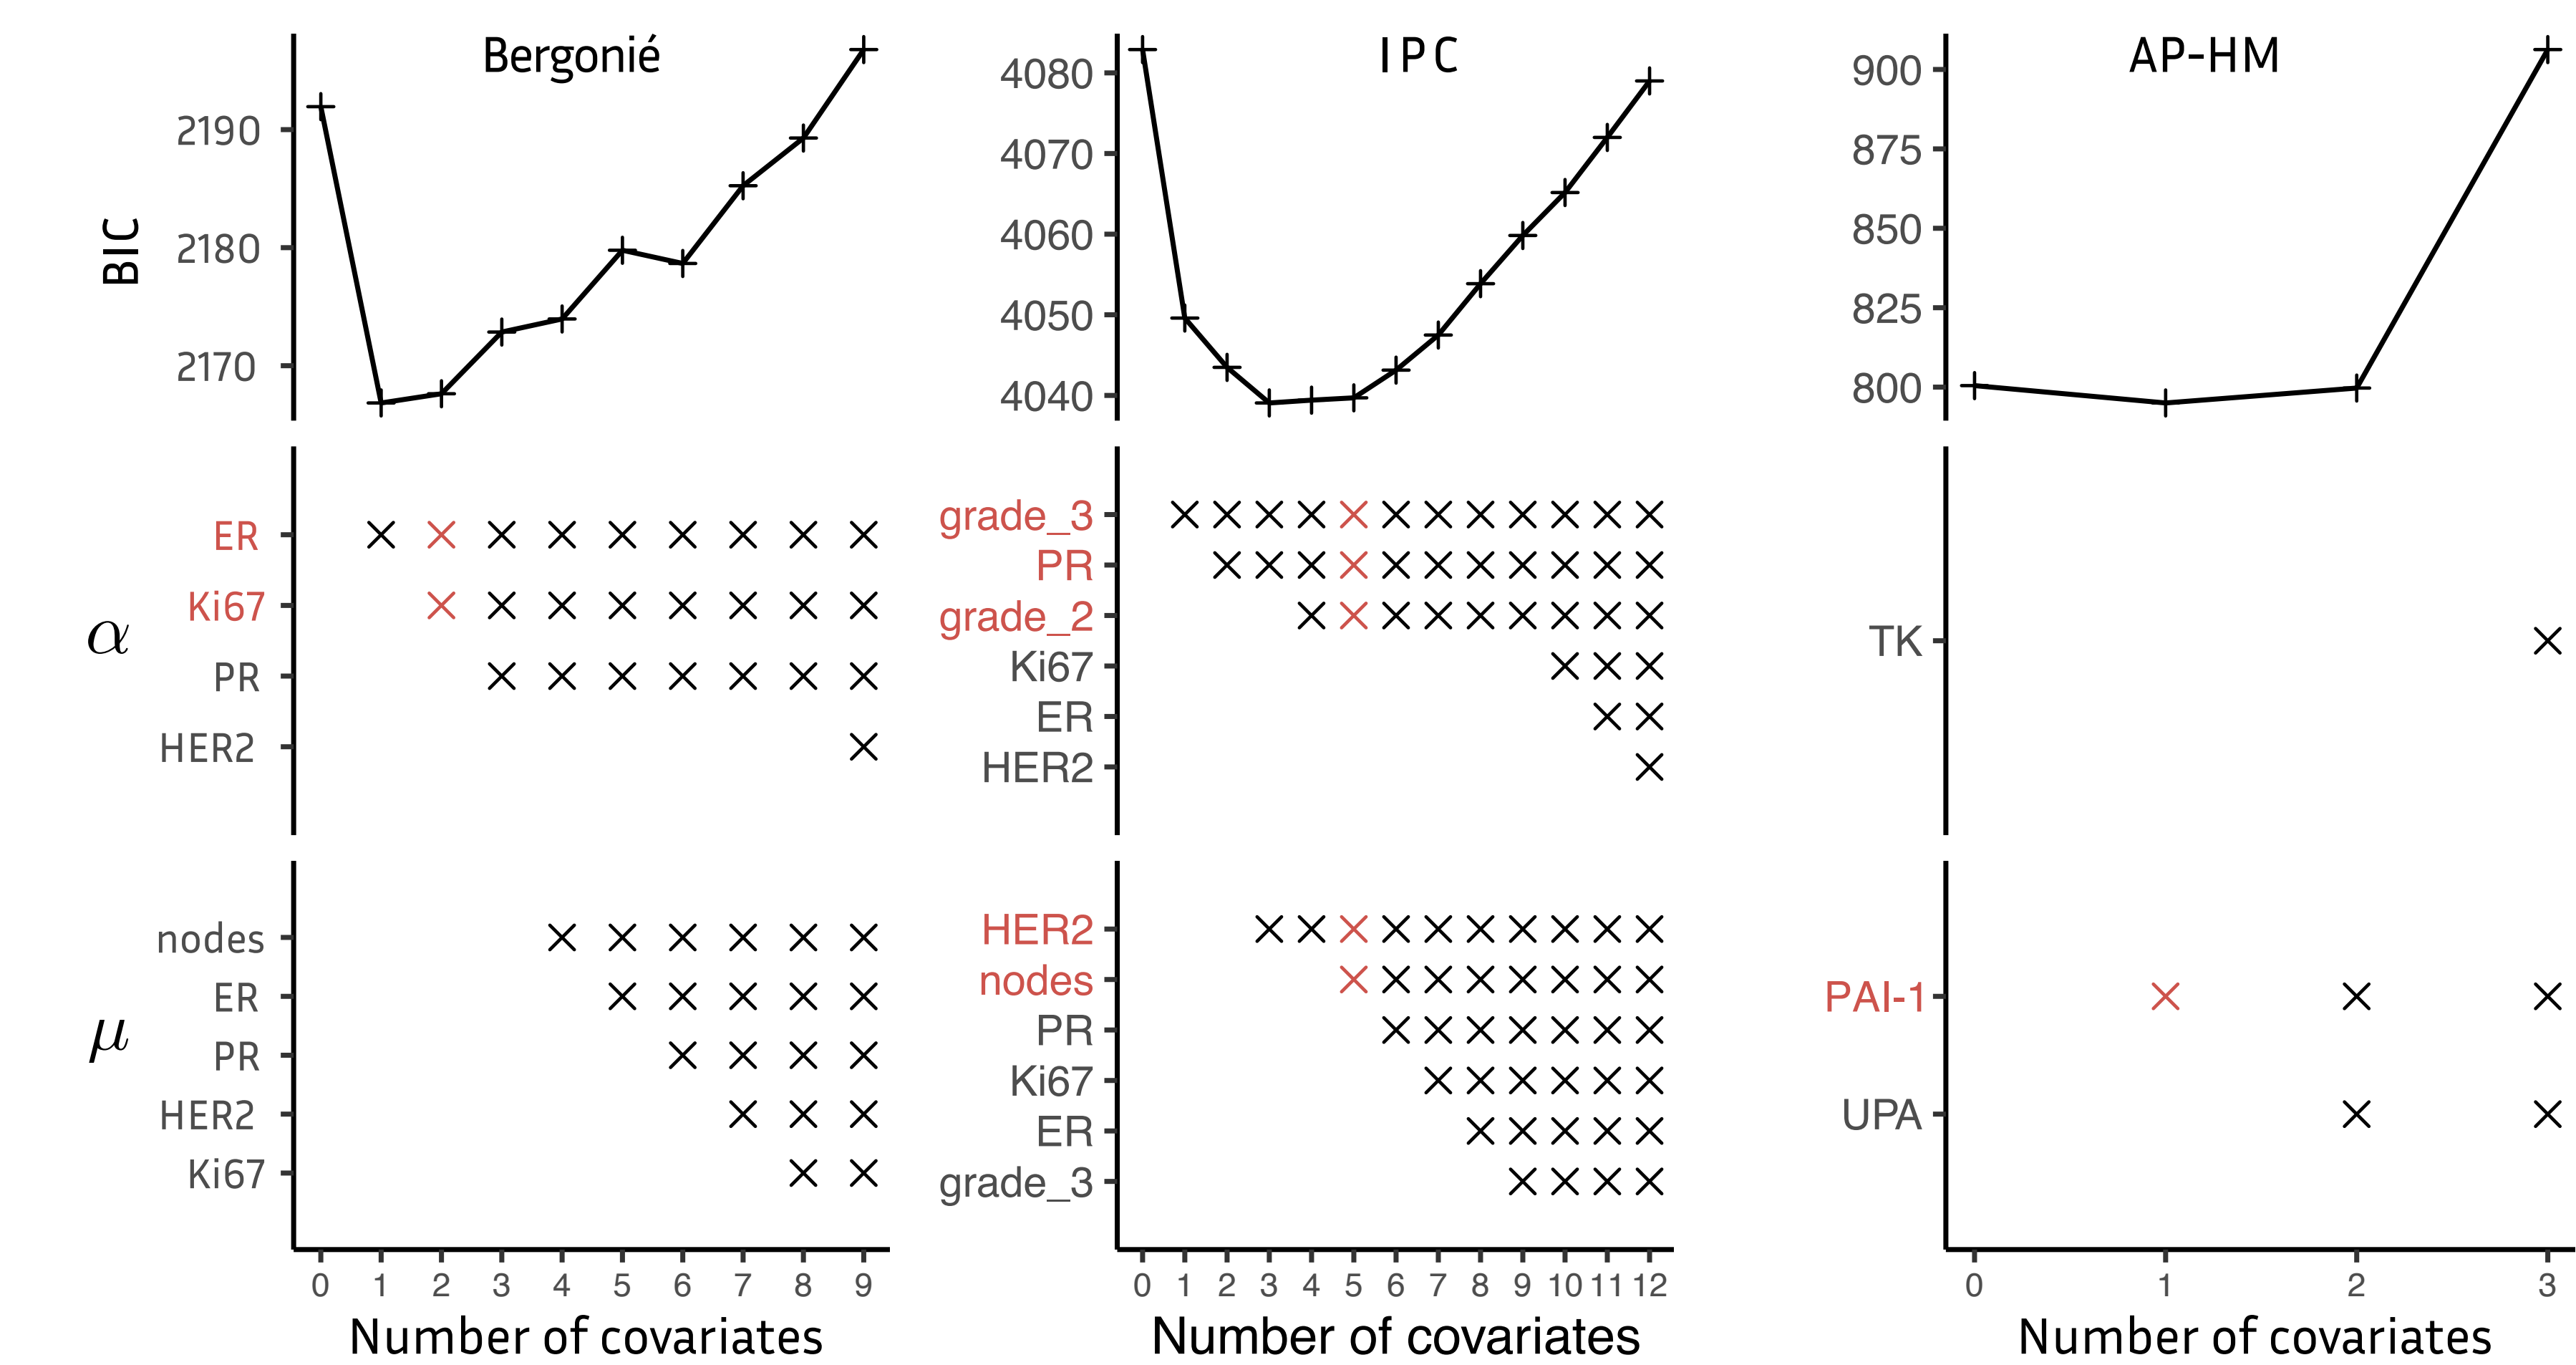 Bergonié
IPC
AP-HM
BIC
2190
2180
2170
4080
4070
4060
4050
4040
900
875
850
825
800
α
ER
Ki67
PR
HER2
grade_3
PR
grade_2
Ki67
ER
HER2
TK
μ
nodes
ER
PR
HER2
Ki67
HER2
nodes
PR
Ki67
ER
grade_3
PAI-1
UPA
0 1 2 3 4 5 6 7 8 9
0 1 2 3 4 5 6 7 8 9 10 11 12
0 1 2 3
Number of covariates
Number of covariates
Number of covariates